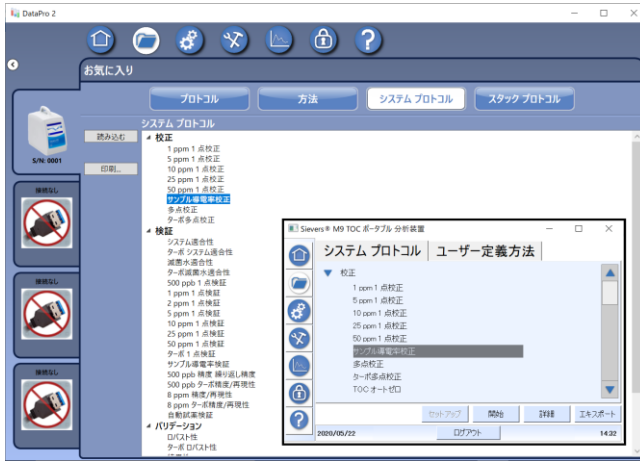 DataPro 2
お気に入り
プロトコル
方法
システム プロトコル
スタック プロトコル
システム プロトコル
読み込む
印刷...
S/N: 0001
接続なし
接続なし
接続なし
校正
1 ppm 1 点校正
5 ppm 1 点校正
10 ppm 1 点校正
25 ppm 1 点校正
50 ppm 1 点校正
サンプル導電率校正
多点校正
ターボ多点校正
検証
システム適合性
ターボ システム適合性
滅菌水適合性
ターボ滅菌水適合性
500 ppb 1 点検証
1 ppm 1 点検証
2 ppm 1 点検証
5 ppm 1 点検証
10 ppm 1 点検証
25 ppm 1 点検証
50 ppm 1 点検証
ターボ 1 点検証
サンプル導電率検証
500 ppb 精度 繰り返し精度
500 ppb ターボ精度/再現性
8 ppm 精度/再現性
8 ppm ターボ精度/再現性
自動試薬検証
バリデーション
ロバスト性
ターボ ロバスト性
Sievers® M9 TOC ポータブル 分析装置
システム プロトコル
ユーザー定義方法
校正
1 ppm 1 点校正
5 ppm 1 点校正
10 ppm 1 点校正
25 ppm 1 点校正
50 ppm 1 点校正
サンプル導電率校正
多点校正
ターボ多点校正
TOC オートゼロ
セットアップ
開始
詳細
エキスポート
2020/05/22
ログアウト
14:32